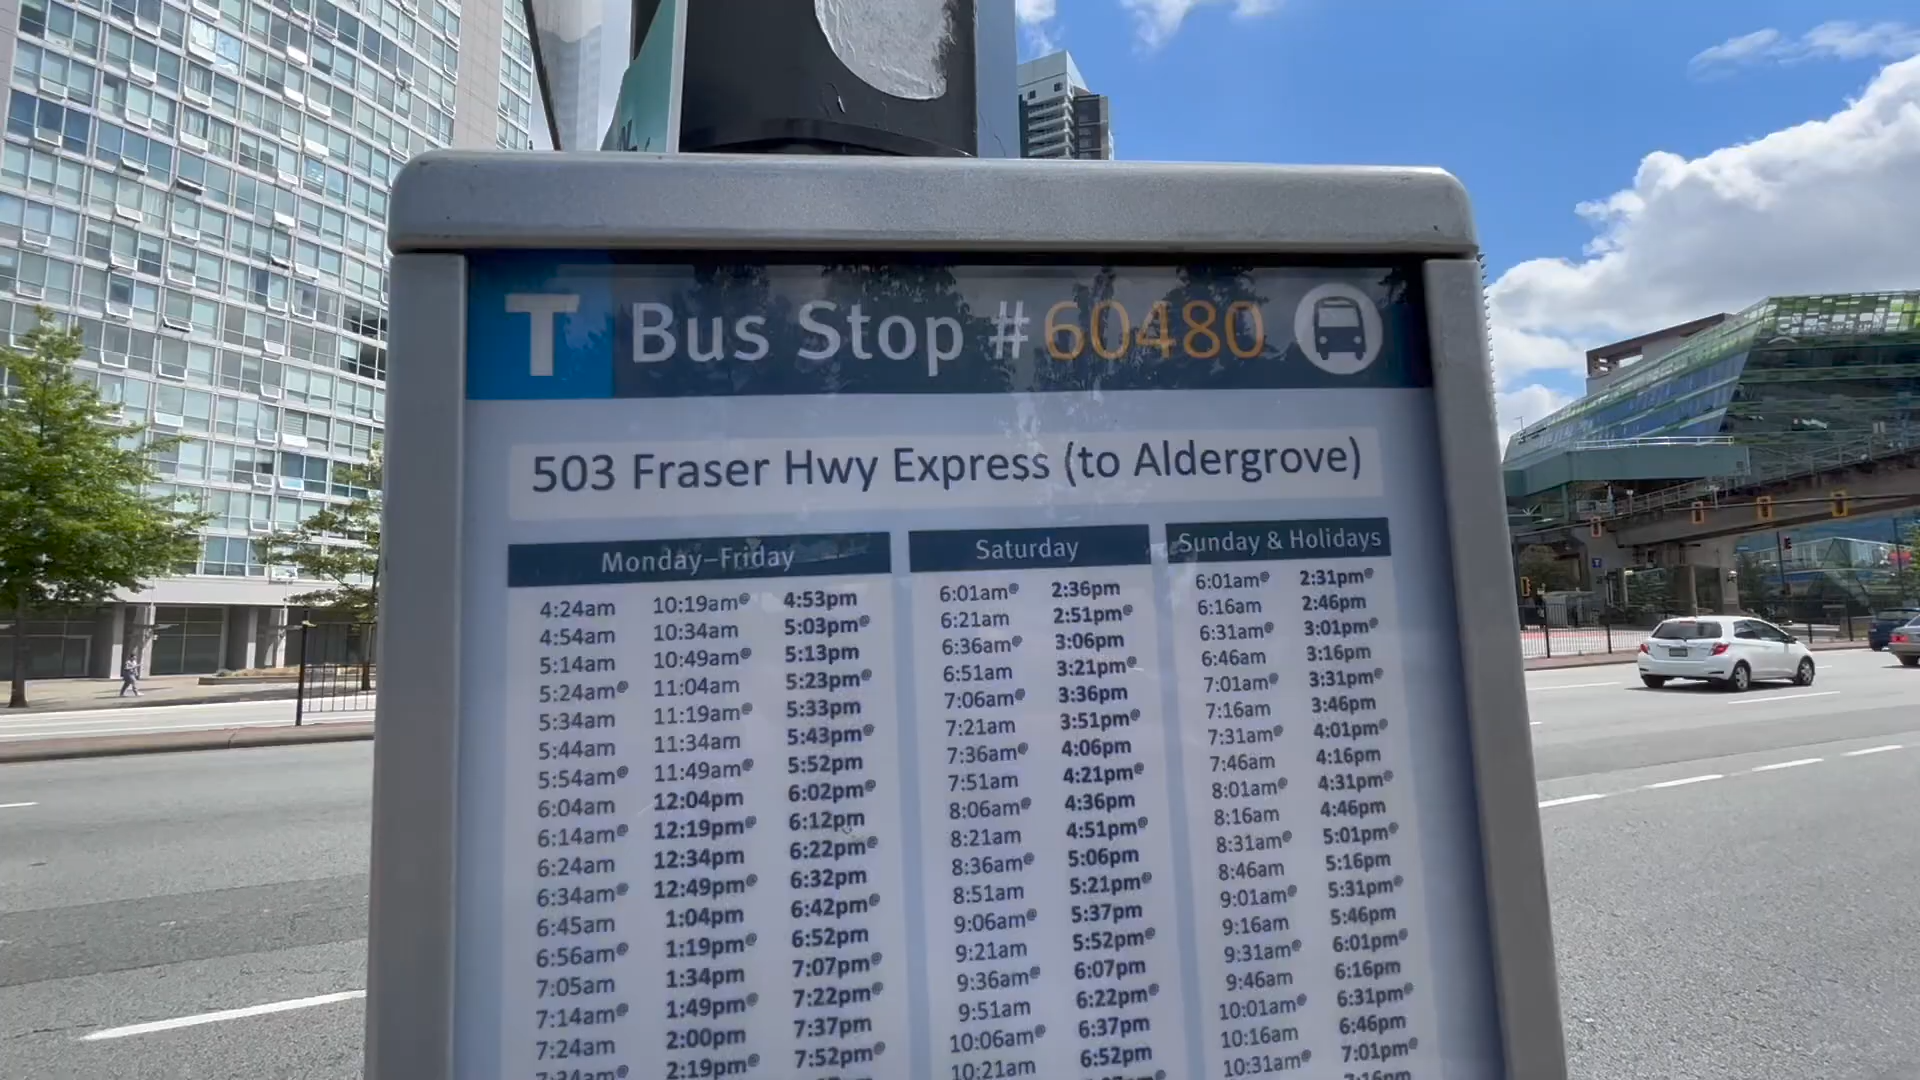 T Bus Stop #60480
503 Fraser Hwy Express (to Aldergrove)
Monday–Friday Saturday Sunday & Holidays
4:24am 10:19am@ 4:53pm 6:01am@ 2:36pm 6:01am@ 2:31pm@
4:54am 10:34am 5:03pm@ 6:21am 2:51pm@ 6:16am 2:46pm
5:14am 10:49am@ 5:13pm 6:36am@ 3:06pm 6:31am@ 3:01pm@
5:24am@ 11:04am 5:23pm@ 6:51am 3:21pm@ 6:46am 3:16pm
5:34am 11:19am@ 5:33pm 7:06am@ 3:36pm 7:01am@ 3:31pm@
5:44am 11:34am 5:43pm@ 7:21am 3:51pm@ 7:16am 3:46pm
5:54am@ 11:49am@ 5:52pm 7:36am@ 4:06pm 7:31am@ 4:01pm@
6:04am 12:04pm 6:02pm@ 7:51am 4:21pm@ 7:46am 4:16pm
6:14am@ 12:19pm@ 6:12pm 8:06am@ 4:36pm 8:01am@ 4:31pm@
6:24am 12:34pm 6:22pm@ 8:21am 4:51pm@ 8:16am 4:46pm
6:34am@ 12:49pm@ 6:32pm 8:36am@ 5:06pm 8:31am@ 5:01pm@
6:45am 1:04pm 6:42pm@ 8:51am 5:21pm@ 8:46am 5:16pm
6:56am@ 1:19pm@ 6:52pm 9:06am@ 5:37pm 9:01am@ 5:31pm@
7:05am 1:34pm 7:07pm@ 9:21am 5:52pm@ 9:16am 5:46pm
7:14am@ 1:49pm@ 7:22pm@ 9:36am@ 6:07pm 9:31am@ 6:01pm@
7:24am 2:00pm 7:37pm 9:51am 6:22pm@ 9:46am 6:16pm
7:34am@ 2:19pm@ 7:52pm@ 10:06am@ 6:37pm 10:01am@ 6:31pm@
10:21am 6:52pm 10:16am 6:46pm
10:31am@ 7:01pm@
7:16pm